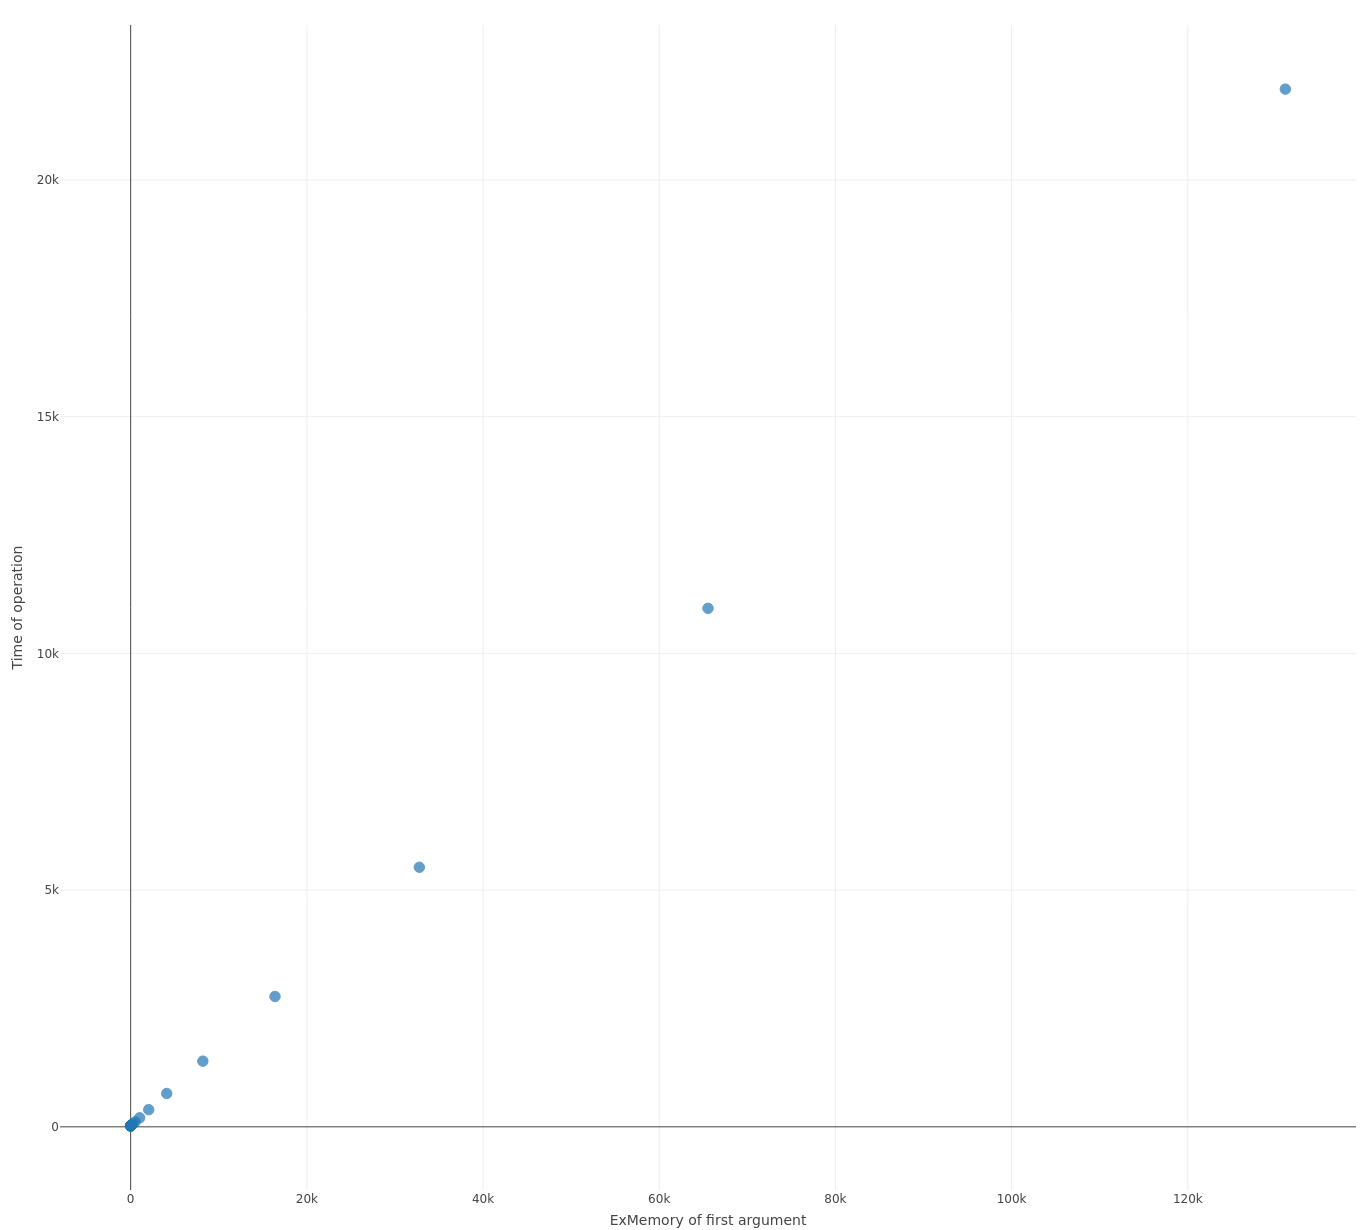 20k
15k
10k
5k
0
Time of operation
0 20k 40k 60k 80k 100k 120k
ExMemory of first argument